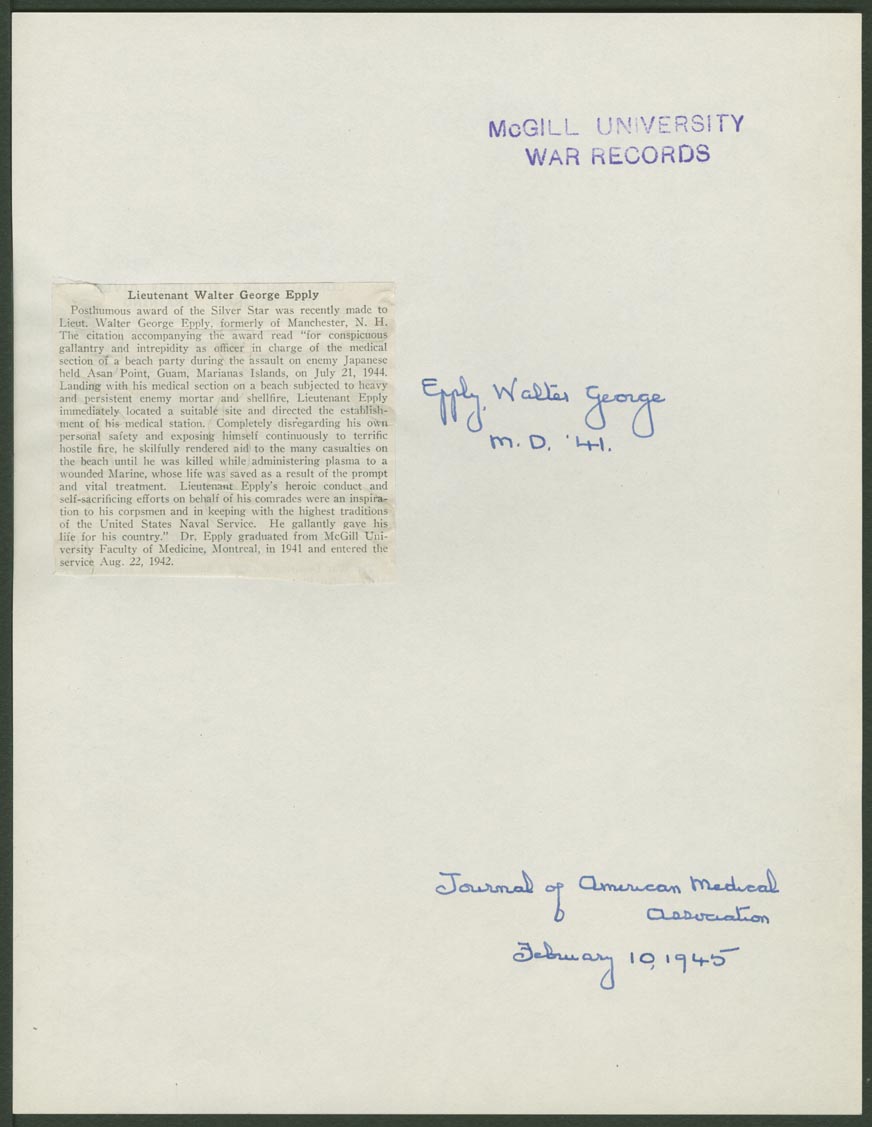 McGILL UNIVERSITY
WAR RECORDS
Lieutenant Walter George Epply
Posthumous award of the Silver Star was recently made to
Lieut. Walter George Epply, formerly of Manchester, N. H.
The citation accompanying the award read "for conspicuous
gallantry and intrepidity as officer in charge of the medical
section of a beach party during the assault on enemy Japanese
held Asan Point, Guam, Marianas Islands, on July 21, 1944.
Landing with his medical section on a beach subjected to heavy
and persistent enemy mortar and shellfire, Lieutenant Epply
immediately located a suitable site and directed the establish-
ment of his medical station. Completely disregarding his own
personal safety and exposing himself continuously to terrific
hostile fire, he skilfully rendered aid to the many casualties on
the beach until he was killed while administering plasma to a
wounded Marine, whose life was saved as a result of the prompt
and vital treatment. Lieutenant Epply's heroic conduct and
self-sacrificing efforts on behalf of his comrades were an inspira-
tion to his corpsmen and in keeping with the highest traditions
of the United States Naval Service. He gallantly gave his
life for his country." Dr. Epply graduated from McGill Uni-
versity Faculty of Medicine, Montreal, in 1941 and entered the
service Aug. 22, 1942.
Epply, Walter George
M. D. '41.
Journal of American Medical
Association
February 10, 1945